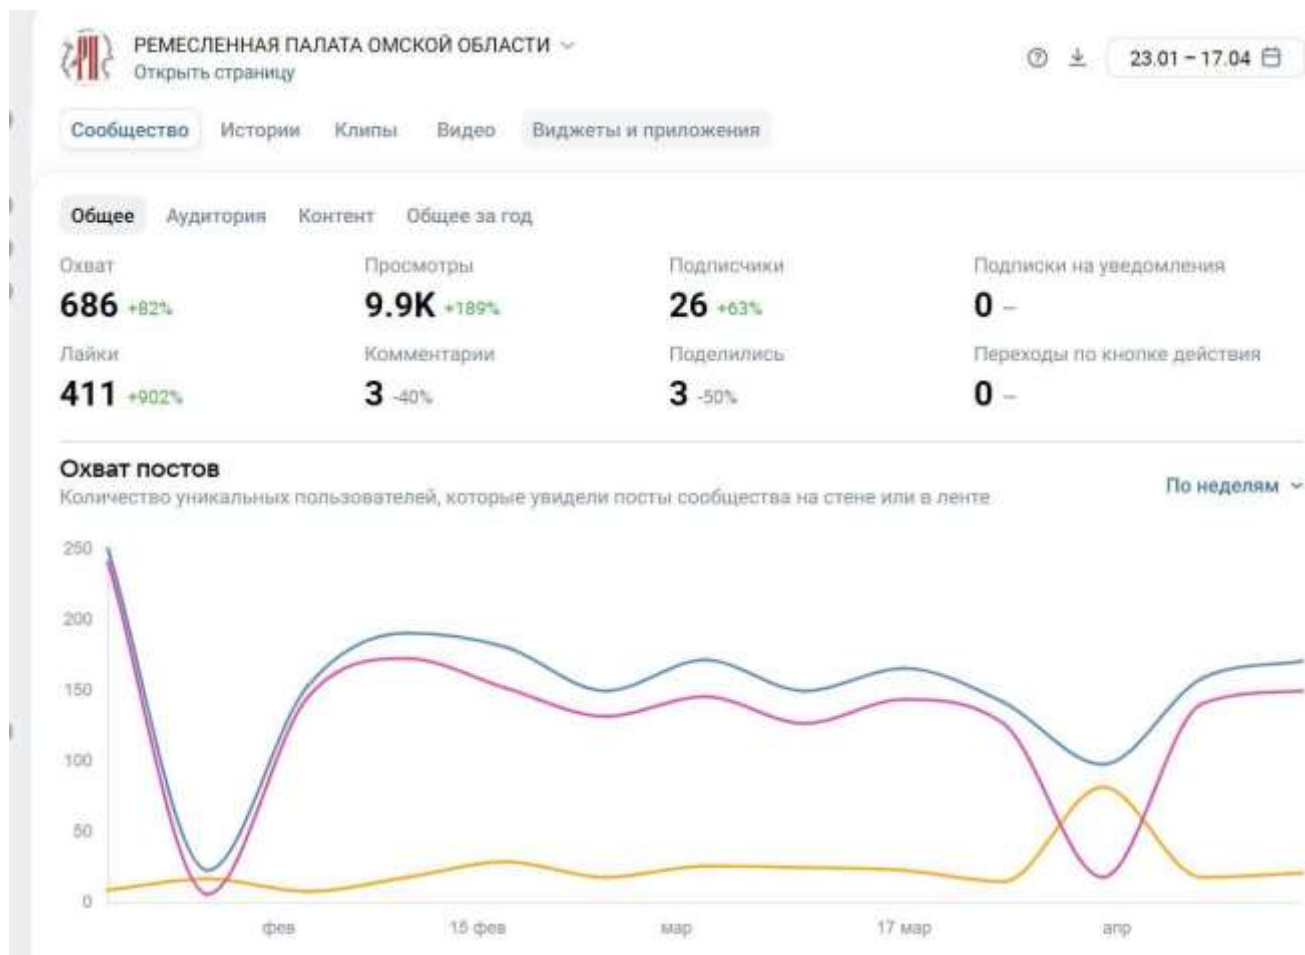 РЕМЕСЛЕННАЯ ПАЛАТА ОМСКОЙ ОБЛАСТИ
Открыть страницу
23.01 – 17.04
Сообщество Истории Клипы Видео Виджеты и приложения
Общее Аудитория Контент Общее за год
Охват Просмотры Подписчики Подписки на уведомления
686 +82% 9.9K +189% 26 +63% 0 –
Лайки Комментарии Поделились Переходы по кнопке действия
411 +902% 3 -40% 3 -50% 0 –
Охват постов
Количество уникальных пользователей, которые увидели посты сообщества на стене или в ленте
По неделям
250
200
150
100
50
0
фев 15 фев мар 17 мар апр